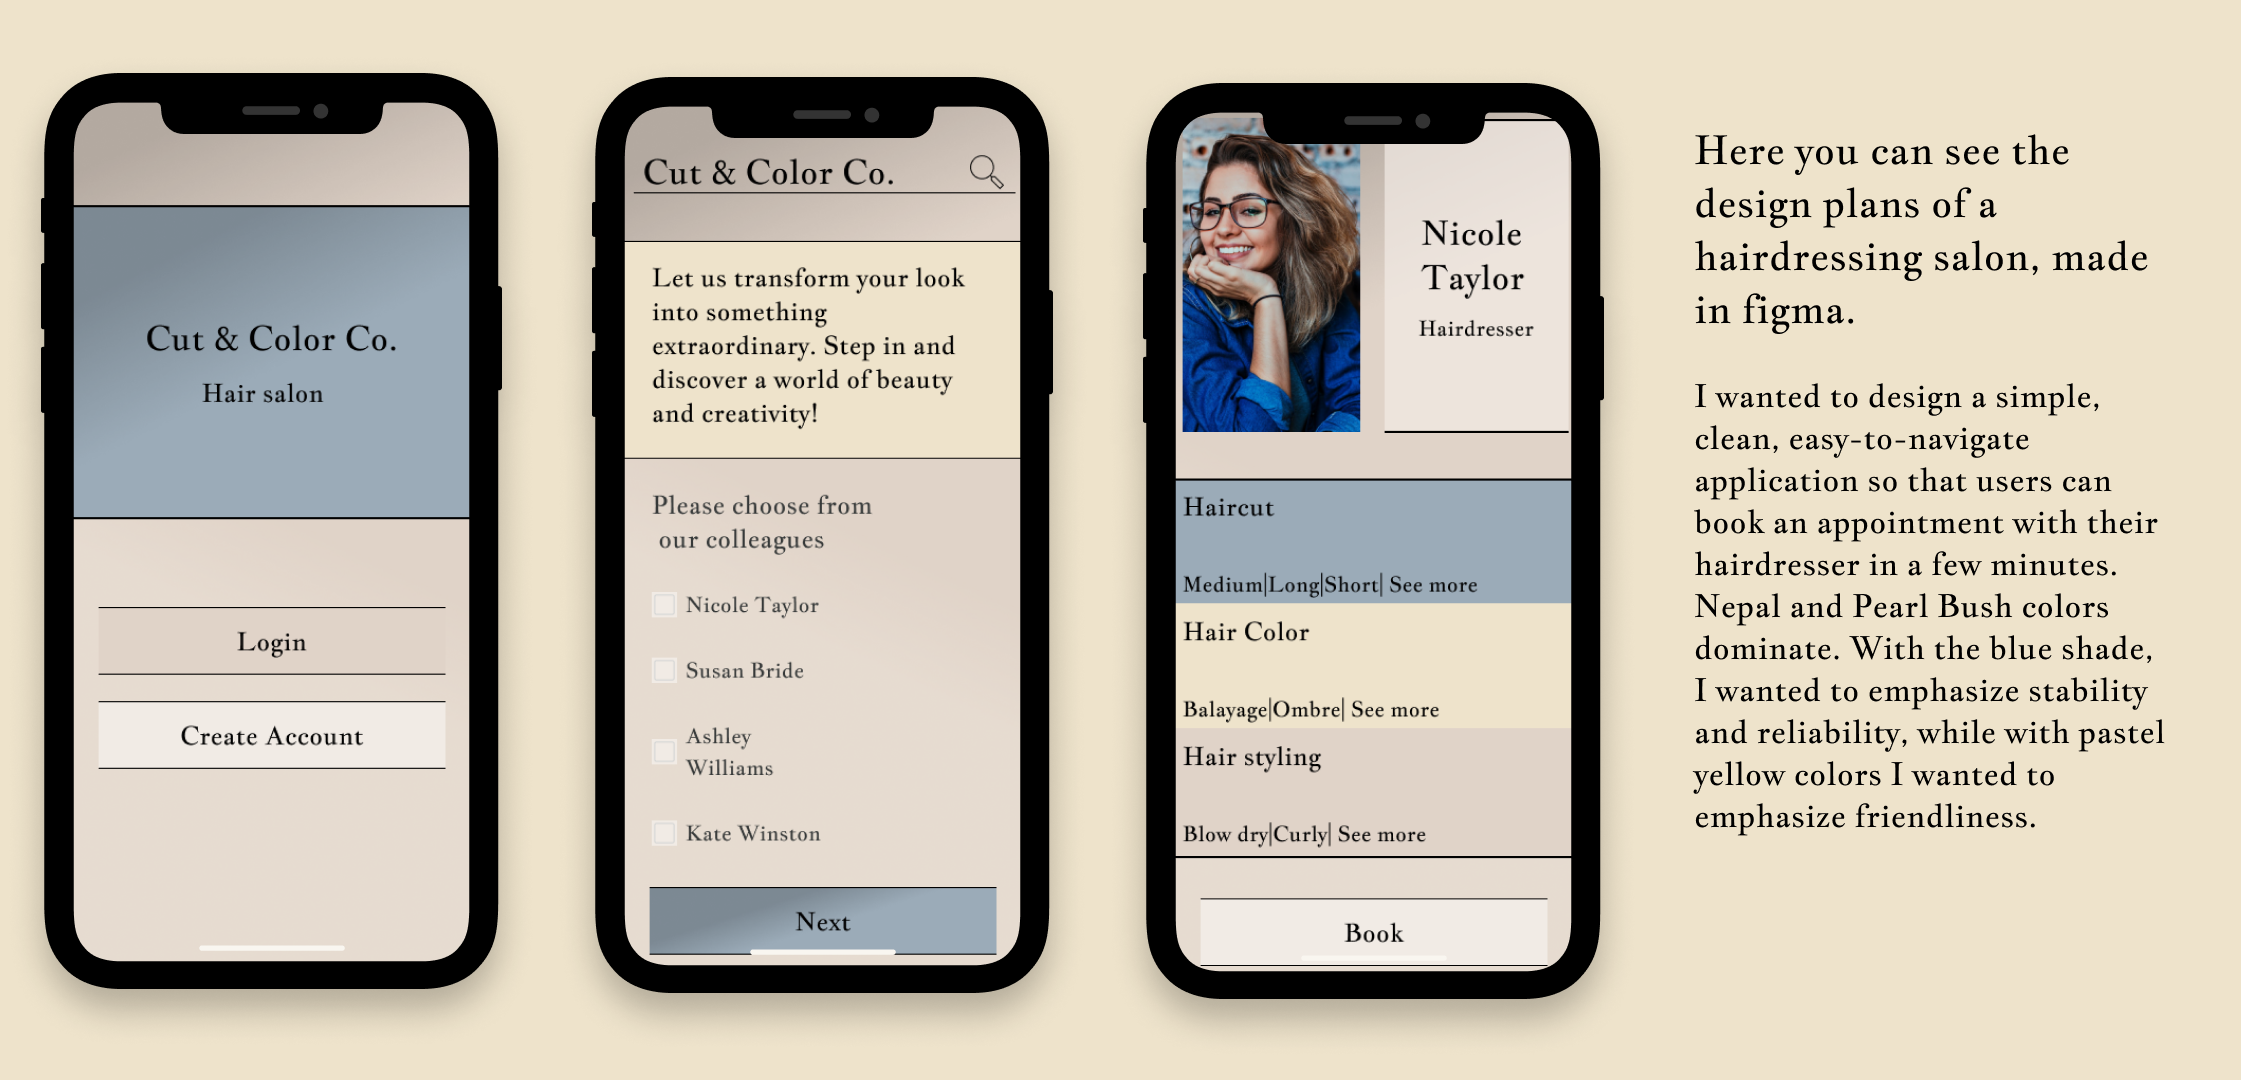 Cut & Color Co.
Hair salon
Login
Create Account
Cut & Color Co.
Let us transform your look
into something
extraordinary. Step in and
discover a world of beauty
and creativity!
Please choose from
our colleagues
Nicole Taylor
Susan Bride
Ashley
Williams
Kate Winston
Next
Nicole
Taylor
Hairdresser
Haircut
Medium|Long|Short| See more
Hair Color
Balayage|Ombre| See more
Hair styling
Blow dry|Curly| See more
Book
Here you can see the
design plans of a
hairdressing salon, made
in figma.
I wanted to design a simple,
clean, easy-to-navigate
application so that users can
book an appointment with their
hairdresser in a few minutes.
Nepal and Pearl Bush colors
dominate. With the blue shade,
I wanted to emphasize stability
and reliability, while with pastel
yellow colors I wanted to
emphasize friendliness.